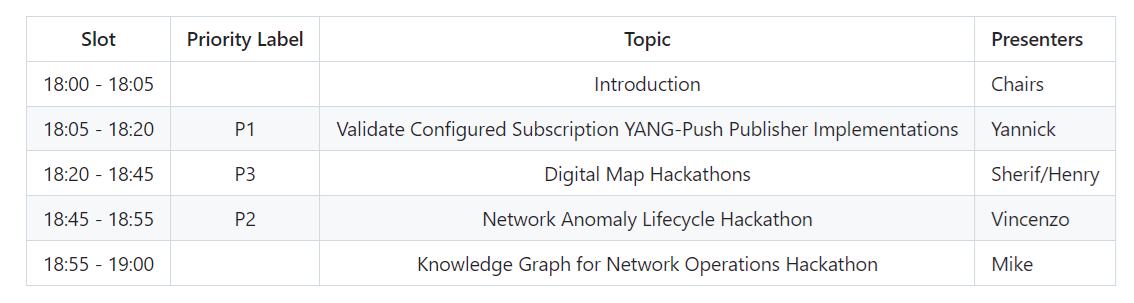 Slot Priority Label Topic Presenters
18:00 - 18:05 Introduction Chairs
18:05 - 18:20 P1 Validate Configured Subscription YANG-Push Publisher Implementations Yannick
18:20 - 18:45 P3 Digital Map Hackathons Sherif/Henry
18:45 - 18:55 P2 Network Anomaly Lifecycle Hackathon Vincenzo
18:55 - 19:00 Knowledge Graph for Network Operations Hackathon Mike